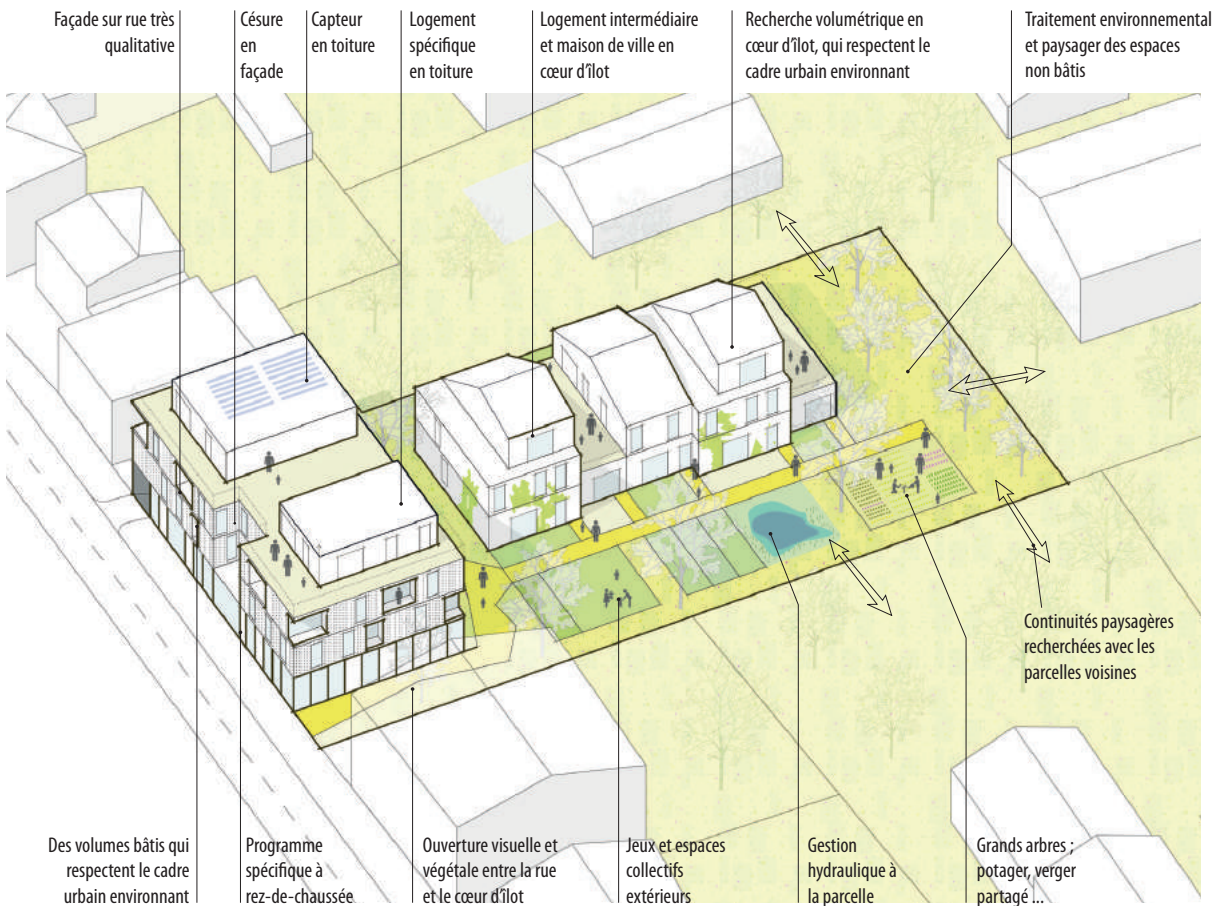 Façade sur rue très
qualitative
Césure
en
façade
Capteur
en toiture
Logement
spécifique
en toiture
Logement intermédiaire
et maison de ville en
cœur d’îlot
Recherche volumétrique en
cœur d’îlot, qui respectent le
cadre urbain environnant
Traitement environnemental
et paysager des espaces
non bâtis
Continuités paysagères
recherchées avec les
parcelles voisines
Des volumes bâtis qui
respectent le cadre
urbain environnant
Programme
spécifique à
rez-de-chaussée
Ouverture visuelle et
végétale entre la rue
et le cœur d’îlot
Jeux et espaces
collectifs
extérieurs
Gestion
hydraulique à
la parcelle
Grands arbres ;
potager, verger
partagé ...